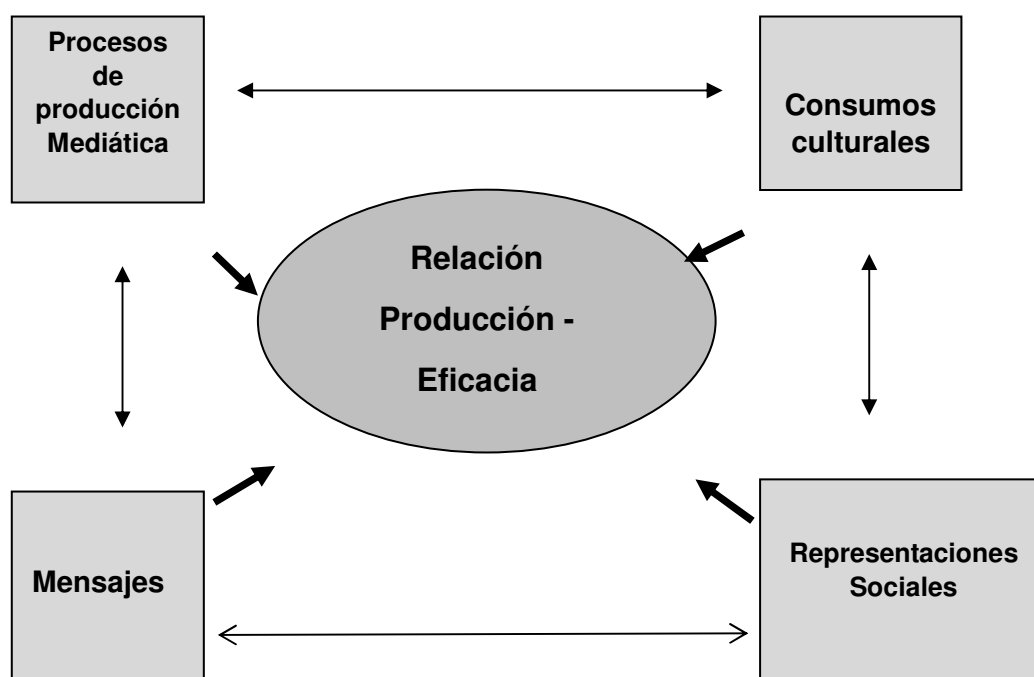 Procesos
de
producción
Mediática
Consumos
culturales
Relación
Producción -
Eficacia
Mensajes
Representaciones
Sociales